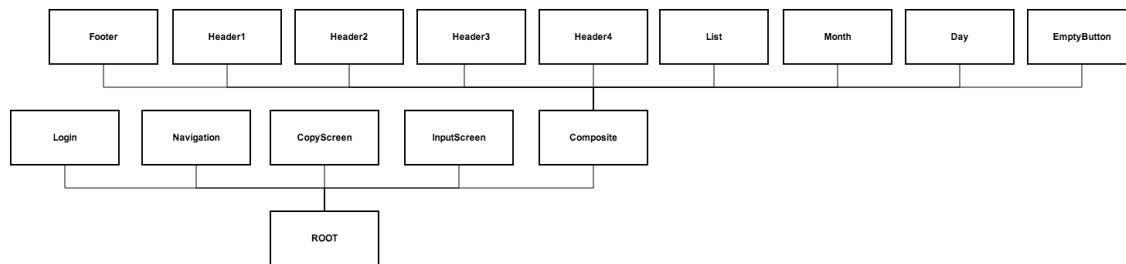 Footer
Header1
Header2
Header3
Header4
List
Month
Day
EmptyButton
Login
Navigation
CopyScreen
InputScreen
Composite
ROOT